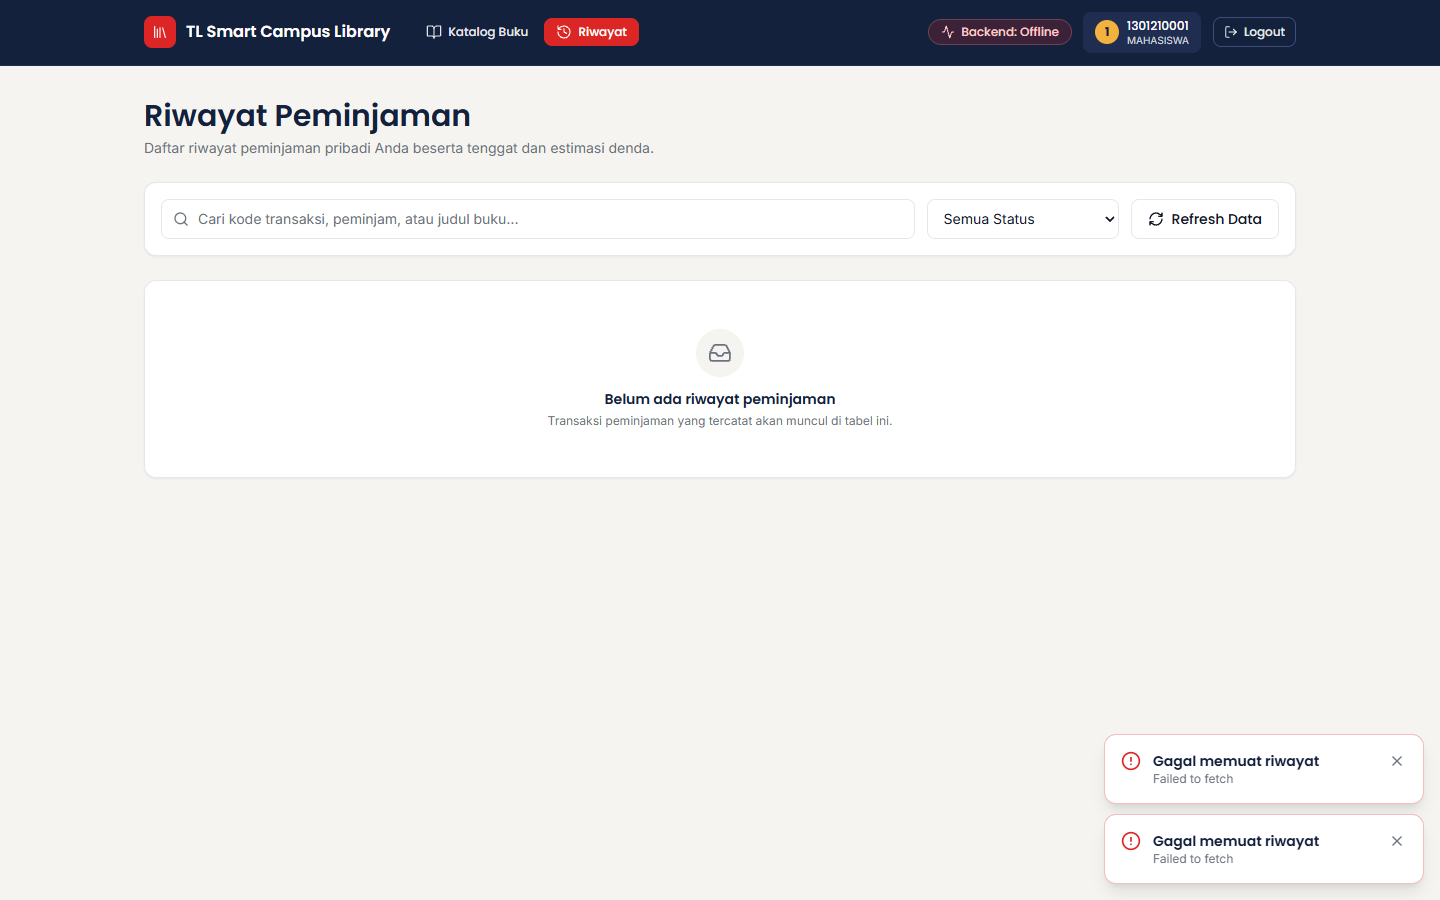 TL Smart Campus Library
Katalog Buku
Riwayat
Backend: Offline
1
1301210001
MAHASISWA
Logout
Riwayat Peminjaman
Daftar riwayat peminjaman pribadi Anda beserta tenggat dan estimasi denda.
Cari kode transaksi, peminjam, atau judul buku...
Semua Status
Refresh Data
Belum ada riwayat peminjaman
Transaksi peminjaman yang tercatat akan muncul di tabel ini.
Gagal memuat riwayat
Failed to fetch
Gagal memuat riwayat
Failed to fetch